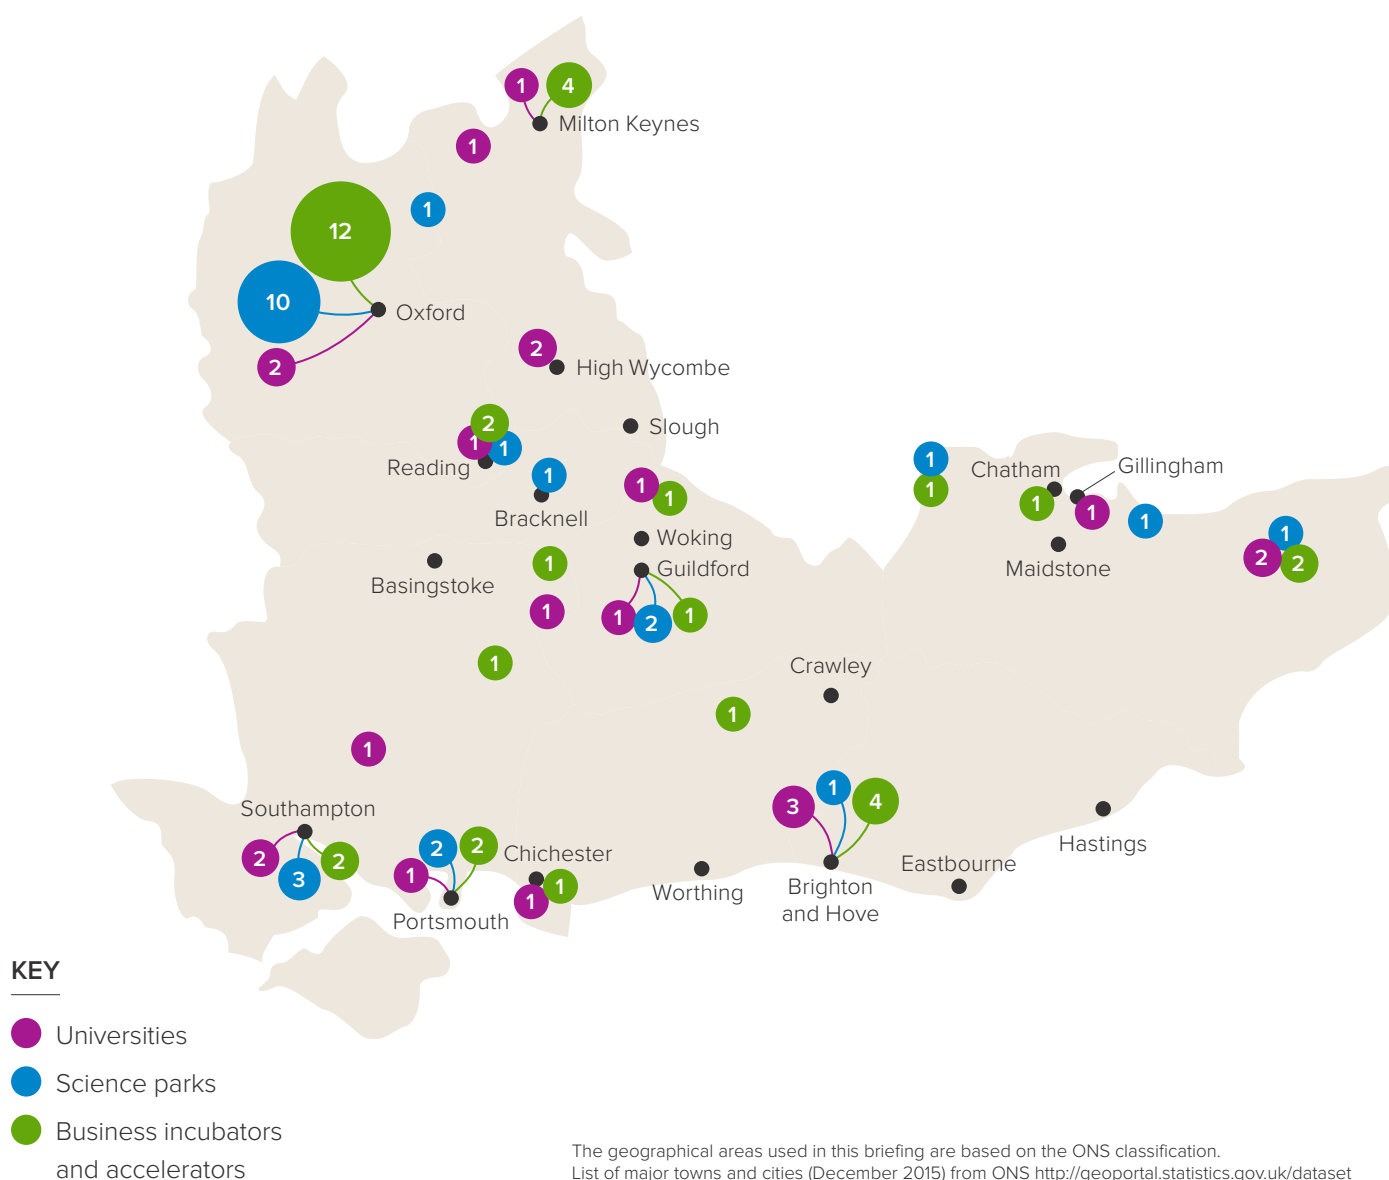 1
4
Milton Keynes
1
1
12
10
Oxford
2
2
High Wycombe
2
1
1
Reading
Slough
1
Bracknell
1
1
1
1
Chatham
Gillingham
1
1
1
1
2
2
Woking
Maidstone
Basingstoke
1
Guildford
1
1
2
1
1
Crawley
1
1
Southampton
2
3
2
1
2
2
Portsmouth
Chichester
1
1
Worthing
3
1
4
Brighton
and Hove
Eastbourne
Hastings
KEY
Universities
Science parks
Business incubators
and accelerators
The geographical areas used in this briefing are based on the ONS classification.
List of major towns and cities (December 2015) from ONS http://geoportal.statistics.gov.uk/dataset